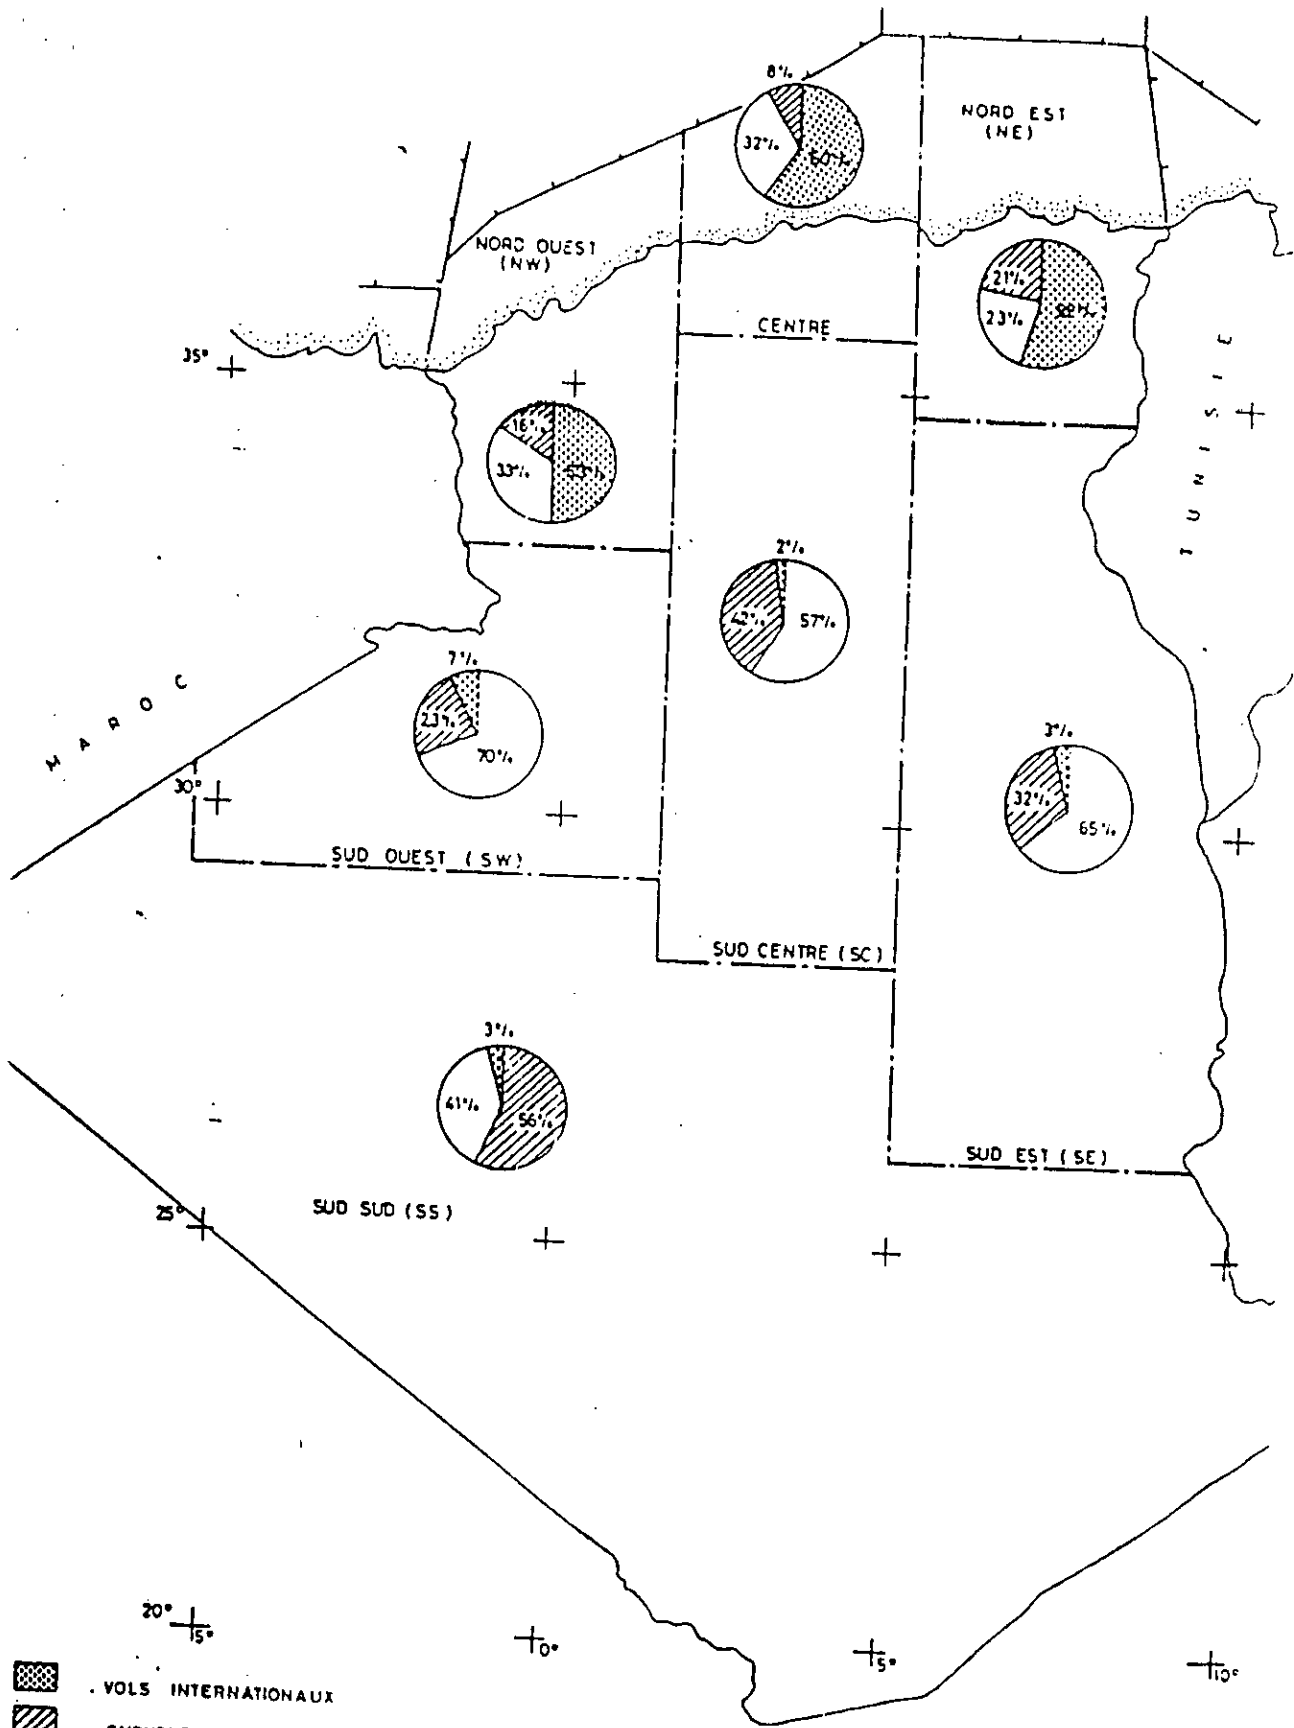 8%
NORD EST
(NE)
32%
60%
NORD OUEST
(NW)
21%
23%
CENTRE
35°
TUNISIE
16%
33%
2%
42%
57%
MAROC
7%
23%
70%
3%
32%
65%
30°
SUD OUEST (SW)
SUD CENTRE (SC)
3%
41%
56%
SUD EST (SE)
SUD SUD (SS)
25°
20°
5°
0°
5°
10°
. VOLS INTERNATIONAUX